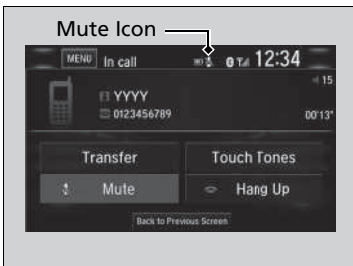 Mute Icon
MENU In call 12:34
15
YYYY
0123456789 00'13"
Transfer Touch Tones
Mute Hang Up
Back to Previous Screen